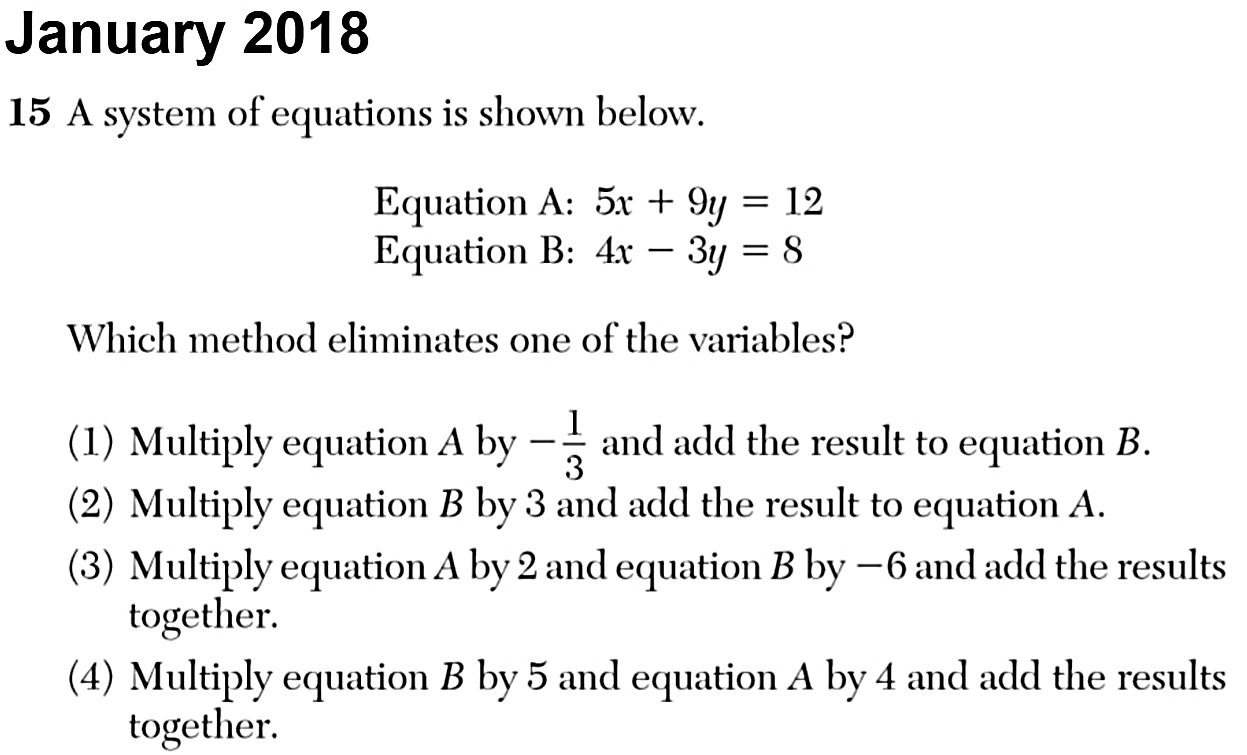 January 2018
15 A system of equations is shown below.
Equation A: 5x + 9y = 12
Equation B: 4x − 3y = 8
Which method eliminates one of the variables?
(1) Multiply equation A by −1/3 and add the result to equation B.
(2) Multiply equation B by 3 and add the result to equation A.
(3) Multiply equation A by 2 and equation B by −6 and add the results
together.
(4) Multiply equation B by 5 and equation A by 4 and add the results
together.